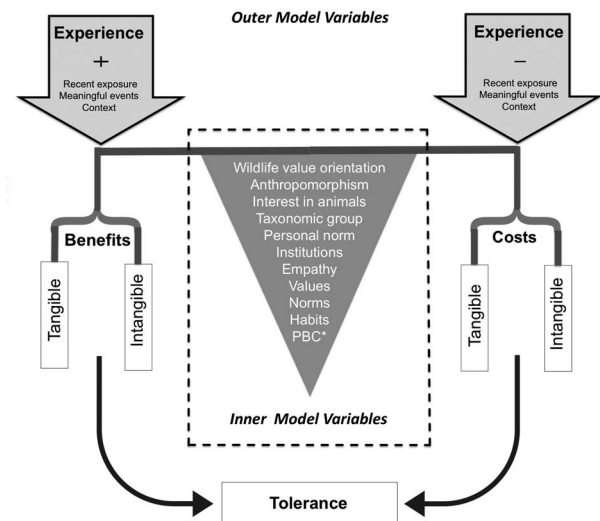 Outer Model Variables
Experience
+
Recent exposure
Meaningful events
Context
Experience
–
Recent exposure
Meaningful events
Context
Wildlife value orientation
Anthropomorphism
Interest in animals
Taxonomic group
Personal norm
Institutions
Empathy
Values
Norms
Habits
PBC*
Benefits
Tangible
Intangible
Costs
Tangible
Intangible
Inner Model Variables
Tolerance